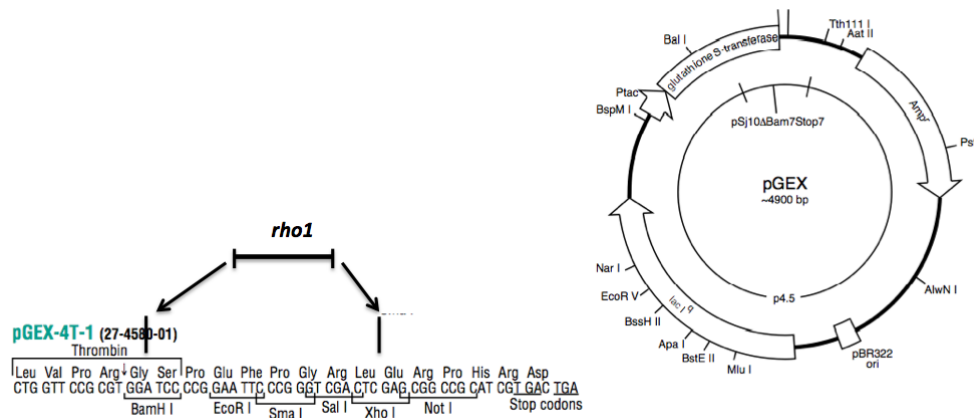 rho1
pGEX-4T-1 (27-4580-01)
Thrombin
Leu Val Pro Arg↓Gly Ser Pro Glu Phe Pro Gly Arg Leu Glu Arg Pro His Arg Asp
CTG GTT CCG CGT GGA TCC CCG GAA TTC CCG GGT CGA CTC GAG CGG CCG CAT CGT GAC TGA
BamH I
EcoR I
Sma I
Sal I
Xho I
Not I
Stop codons
Tth111 I
Aat II
Bal I
glutathione S-transferase
Ptac
BspM I
pSj10ΔBam7Stop7
Ampr
Ps
pGEX
~4900 bp
Nar I
EcoR V
BssH II
Apa I
BstE II
Mlu I
lac Iq
p4.5
AlwN I
pBR322
ori